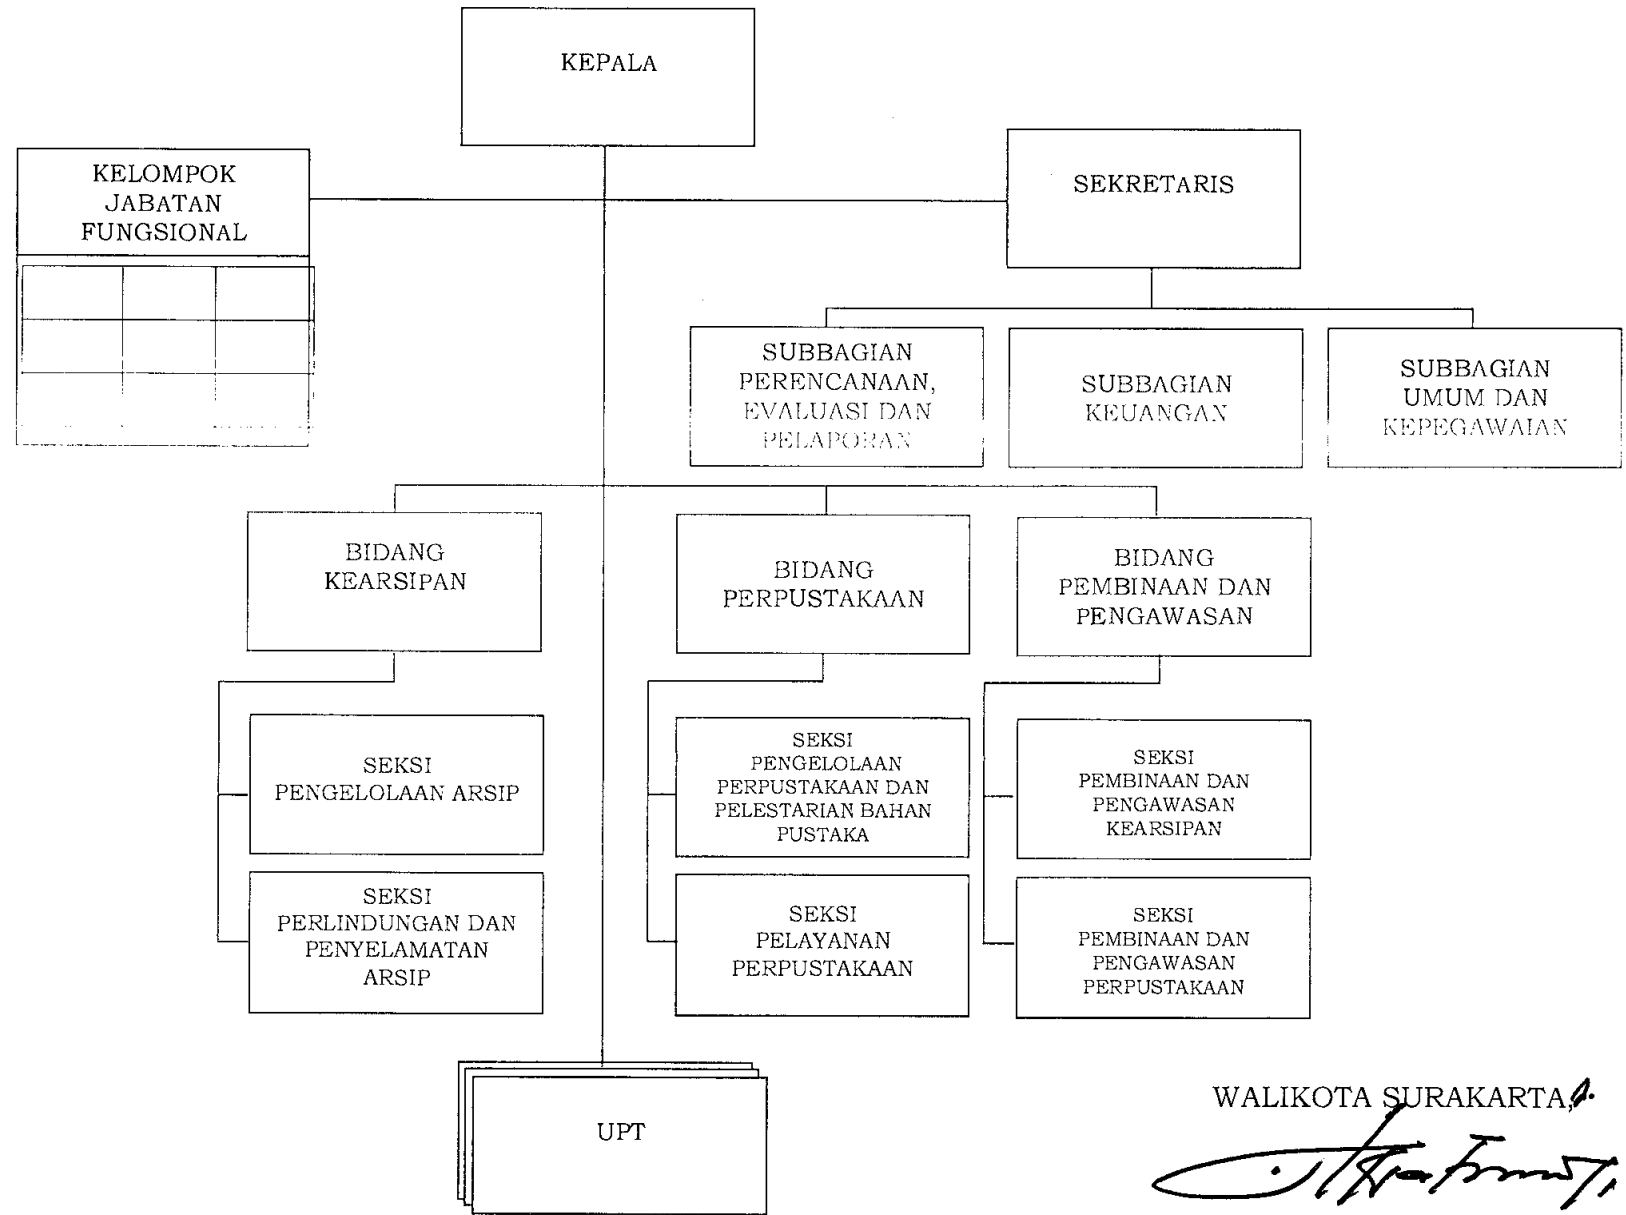 KEPALA
KELOMPOK
JABATAN
FUNGSIONAL
SEKRETARIS
SUBBAGIAN
PERENCANAAN,
EVALUASI DAN
PELAPORAN
SUBBAGIAN
KEUANGAN
SUBBAGIAN
UMUM DAN
KEPEGAWAIAN
BIDANG
KEARSIPAN
BIDANG
PERPUSTAKAAN
BIDANG
PEMBINAAN DAN
PENGAWASAN
SEKSI
PENGELOLAAN ARSIP
SEKSI
PENGELOLAAN
PERPUSTAKAAN DAN
PELESTARIAN BAHAN
PUSTAKA
SEKSI
PEMBINAAN DAN
PENGAWASAN
KEARSIPAN
SEKSI
PERLINDUNGAN DAN
PENYELAMATAN
ARSIP
SEKSI
PELAYANAN
PERPUSTAKAAN
SEKSI
PEMBINAAN DAN
PENGAWASAN
PERPUSTAKAAN
UPT
WALIKOTA SURAKARTA,